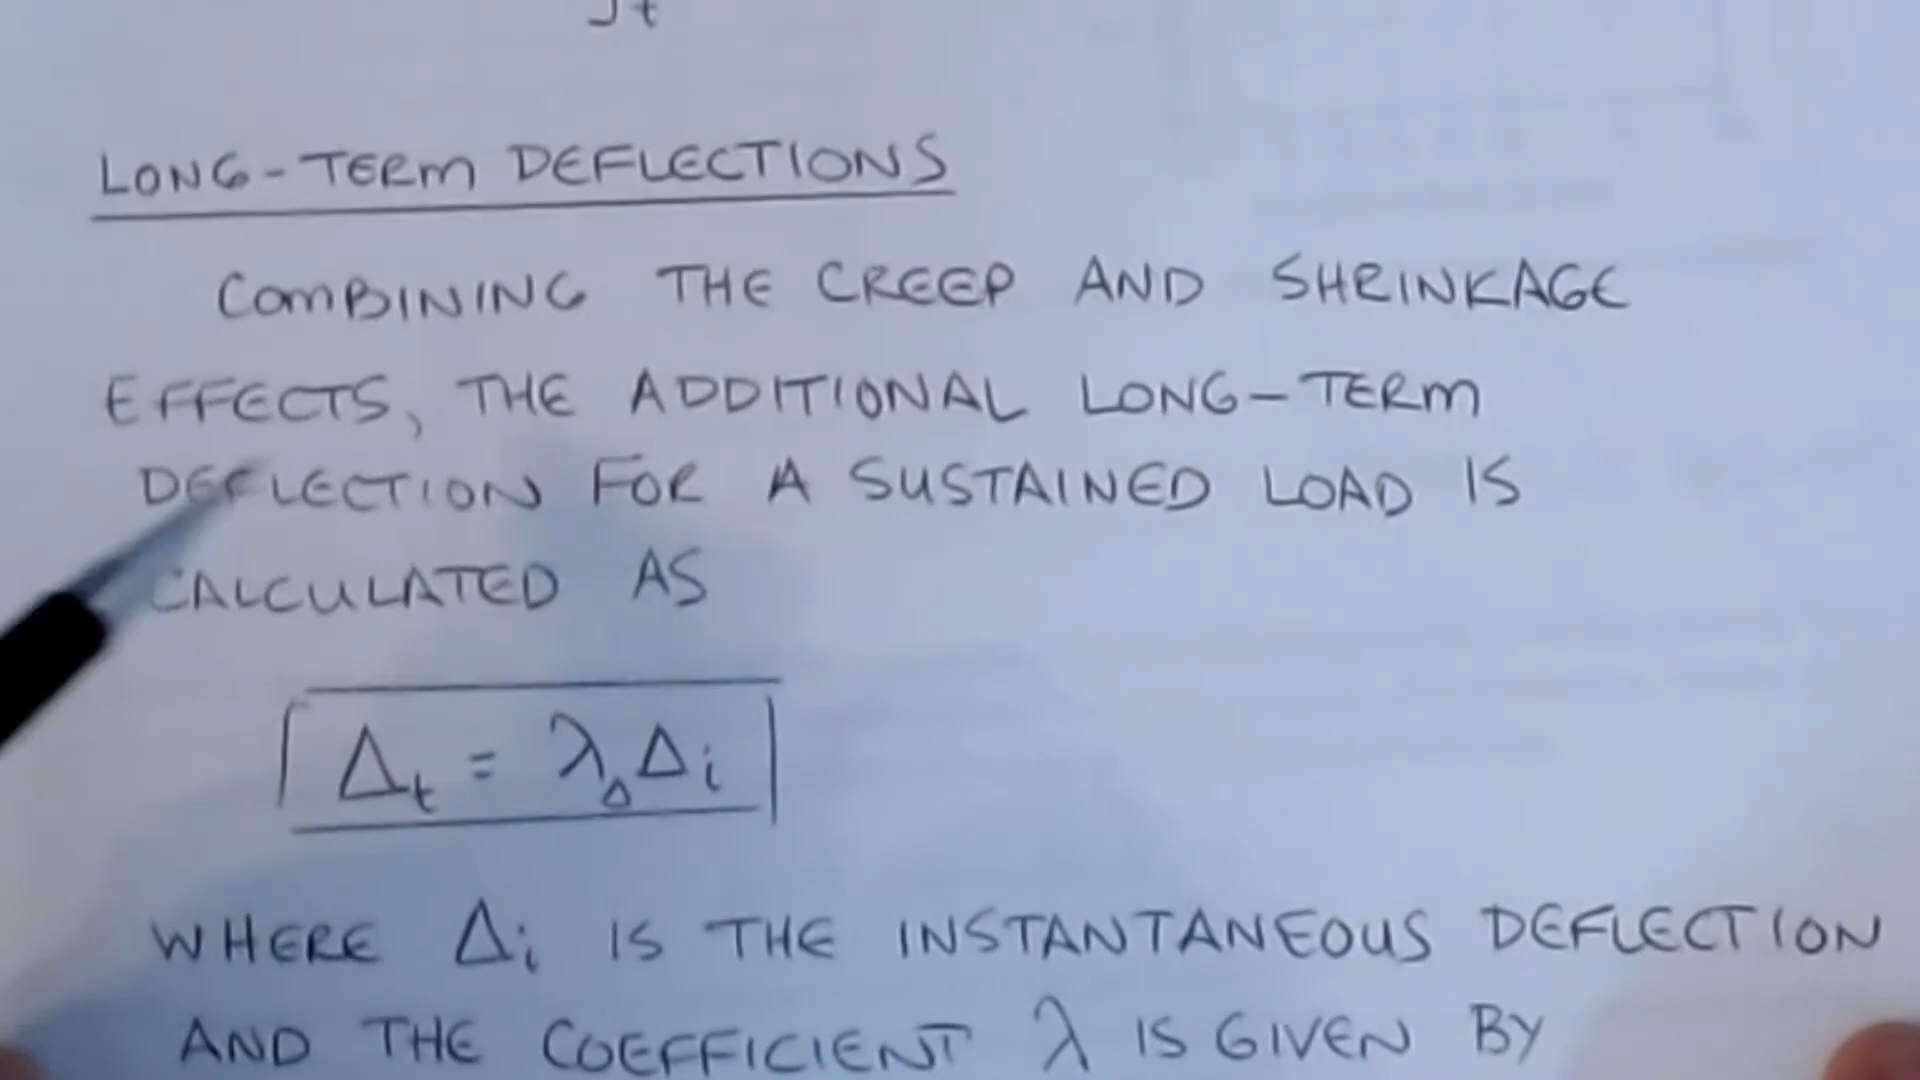 LONG-TERM DEFLECTIONS
COMBINING THE CREEP AND SHRINKAGE
EFFECTS, THE ADDITIONAL LONG-TERM
DEFLECTION FOR A SUSTAINED LOAD IS
CALCULATED AS
Δt = λΔ Δi
WHERE Δi IS THE INSTANTANEOUS DEFLECTION
AND THE COEFFICIENT λ IS GIVEN BY